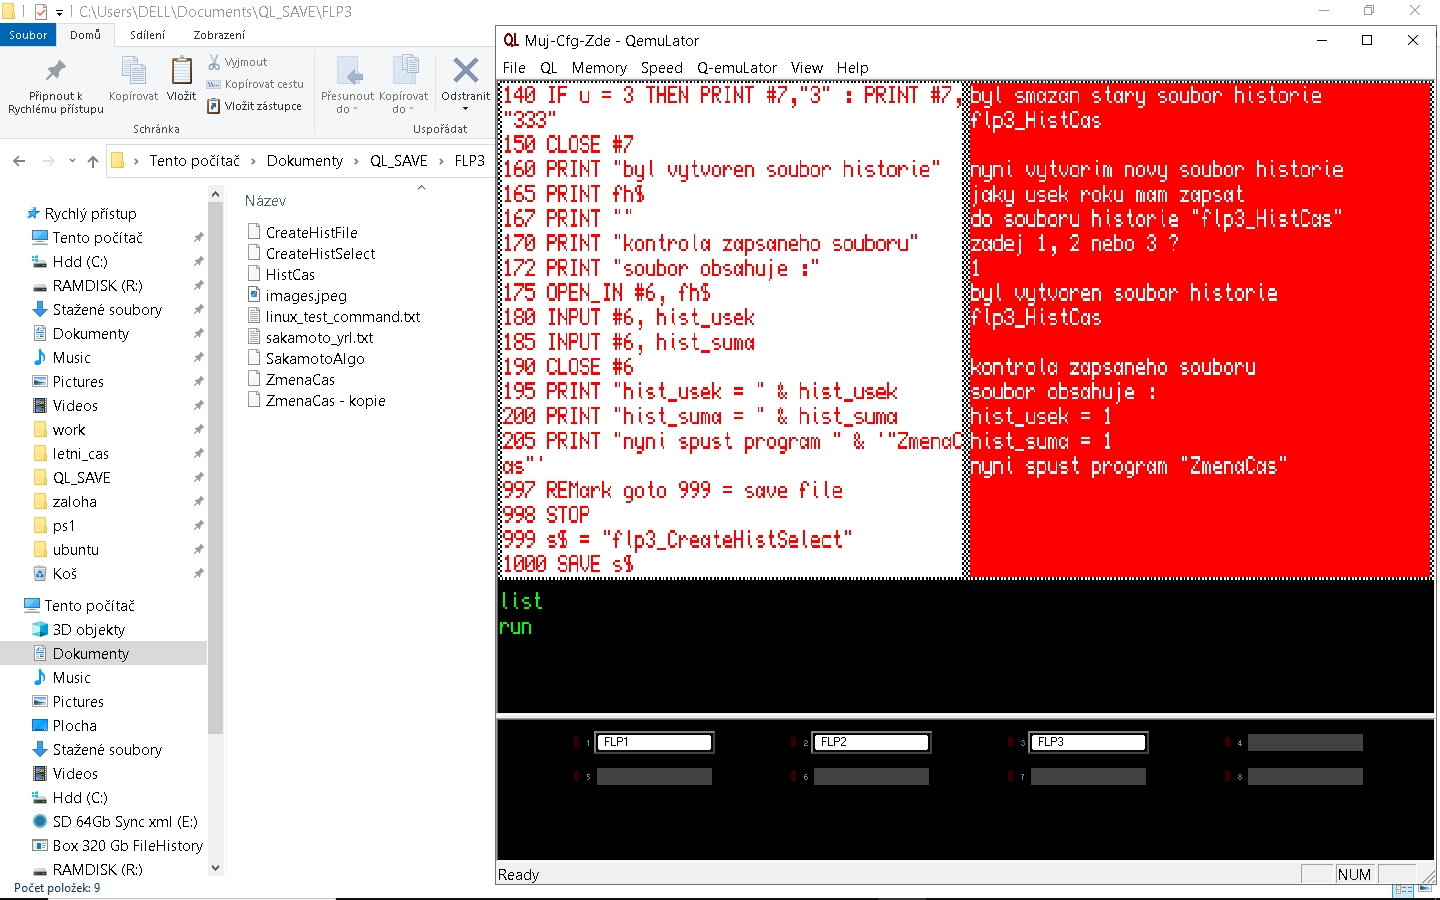 C:\Users\DELL\Documents\QL_SAVE\FLP3
Soubor Domů Sdílení Zobrazení
Připnout k Rychlému přístupu
Kopírovat
Vložit
Vyjmout
Kopírovat cestu
Vložit zástupce
Schránka
Přesunout do
Kopírovat do
Odstranit
Uspořádat
Tento počítač Dokumenty QL_SAVE FLP3
Rychlý přístup
Tento počítač
Hdd (C:)
RAMDISK (R:)
Stažené soubory
Dokumenty
Music
Pictures
Videos
work
letni_cas
QL_SAVE
zaloha
ps1
ubuntu
Koš
Tento počítač
3D objekty
Dokumenty
Music
Pictures
Plocha
Stažené soubory
Videos
Hdd (C:)
SD 64Gb Sync xml (E:)
Box 320 Gb FileHistory
RAMDISK (R:)
Počet položek: 9
Název
CreateHistFile
CreateHistSelect
HistCas
images.jpeg
linux_test_command.txt
sakamoto_yrl.txt
SakamotoAlgo
ZmenaCas
ZmenaCas - kopie
QL Muj-Cfg-Zde - QemuLator
File QL Memory Speed Q-emuLator View Help
140 IF u = 3 THEN PRINT #7,"3" : PRINT #7,
"333"
150 CLOSE #7
160 PRINT "byl vytvoren soubor historie"
165 PRINT fh$
167 PRINT ""
170 PRINT "kontrola zapsaneho souboru"
172 PRINT "soubor obsahuje :"
175 OPEN_IN #6, fh$
180 INPUT #6, hist_usek
185 INPUT #6, hist_suma
190 CLOSE #6
195 PRINT "hist_usek = " & hist_usek
200 PRINT "hist_suma = " & hist_suma
205 PRINT "nyni spust program " & '"ZmenaC
as"'
997 REMark goto 999 = save file
998 STOP
999 s$ = "flp3_CreateHistSelect"
1000 SAVE s$
byl smazan stary soubor historie
flp3_HistCas
nyni vytvorim novy soubor historie
jaky usek roku mam zapsat
do souboru historie "flp3_HistCas"
zadej 1, 2 nebo 3 ?
1
byl vytvoren soubor historie
flp3_HistCas
kontrola zapsaneho souboru
soubor obsahuje :
hist_usek = 1
hist_suma = 1
nyni spust program "ZmenaCas"
list
run
1 FLP1 2 FLP2 3 FLP3 4
5 6 7 8
Ready NUM